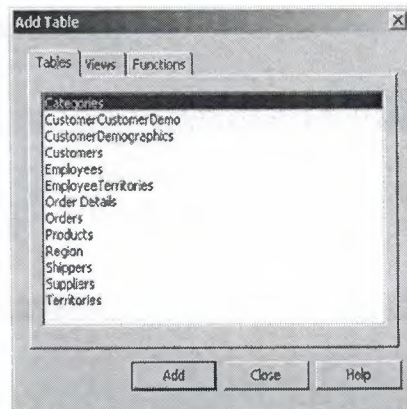 Add Table
Tables Views Functions
Categories
CustomerCustomerDemo
CustomerDemographics
Customers
Employees
EmployeeTerritories
Order Details
Orders
Products
Region
Shippers
Suppliers
Territories
Add Close Help